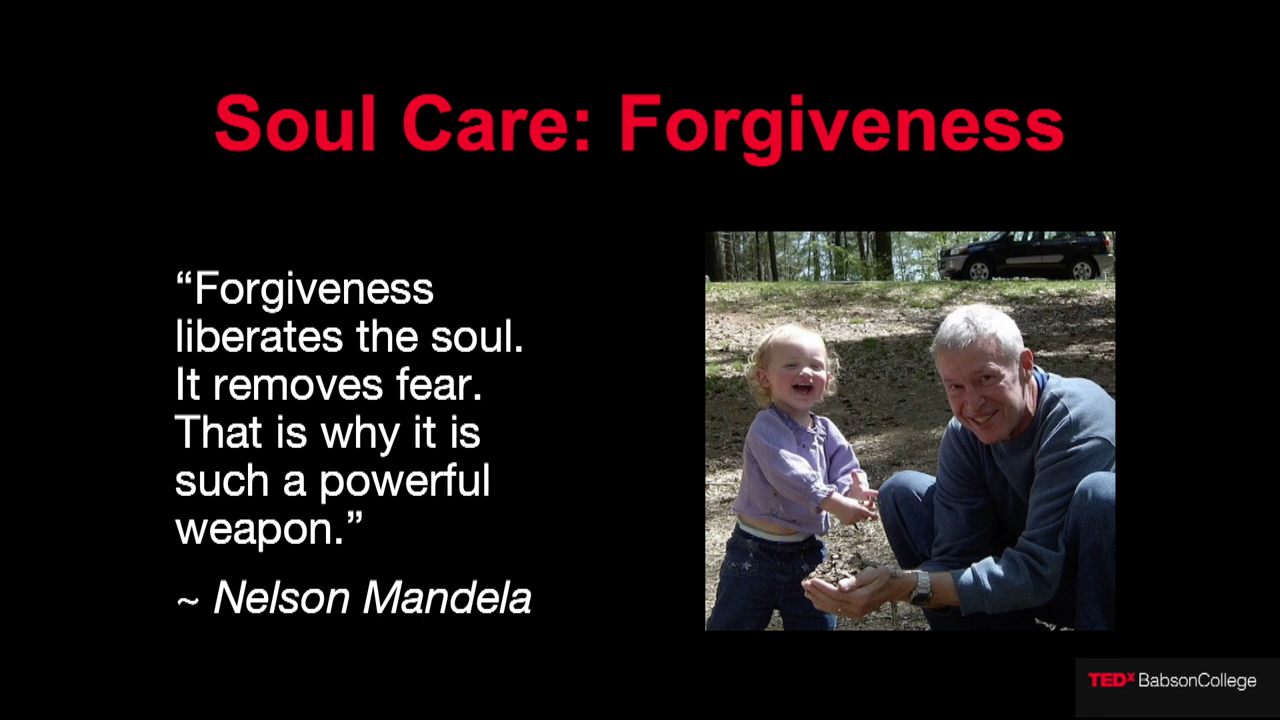 Soul Care: Forgiveness
“Forgiveness
liberates the soul.
It removes fear.
That is why it is
such a powerful
weapon.”
~ Nelson Mandela
TEDx BabsonCollege